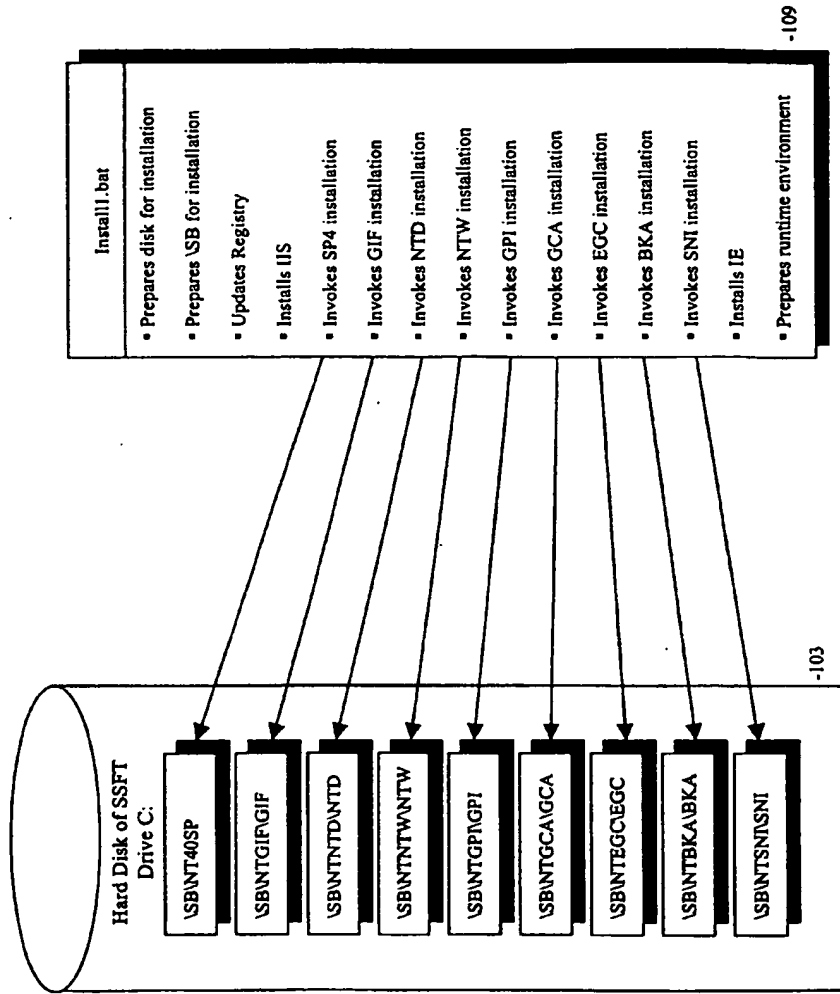 Hard Disk of SSFT
Drive C:
\SB\NT40SP
\SB\NTGIF\GIF
\SB\NTNTD\NTD
\SB\NTNTW\NTW
\SB\NTGPI\GPI
\SB\NTGCA\GCA
\SB\NTEGC\EGC
\SB\NTBKA\BKA
\SB\NTSNI\SNI
-103
Install1.bat
▪ Prepares disk for installation
▪ Prepares \SB for installation
▪ Updates Registry
▪ Installs IIS
▪ Invokes SP4 installation
▪ Invokes GIF installation
▪ Invokes NTD installation
▪ Invokes NTW installation
▪ Invokes GPI installation
▪ Invokes GCA installation
▪ Invokes EGC installation
▪ Invokes BKA installation
▪ Invokes SNI installation
▪ Installs IE
▪ Prepares runtime environment
-109